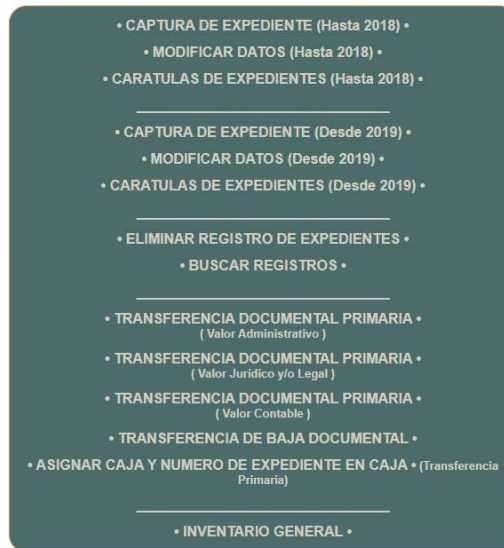 • CAPTURA DE EXPEDIENTE (Hasta 2018) •
• MODIFICAR DATOS (Hasta 2018) •
• CARATULAS DE EXPEDIENTES (Hasta 2018) •
• CAPTURA DE EXPEDIENTE (Desde 2019) •
• MODIFICAR DATOS (Desde 2019) •
• CARATULAS DE EXPEDIENTES (Desde 2019) •
• ELIMINAR REGISTRO DE EXPEDIENTES •
• BUSCAR REGISTROS •
• TRANSFERENCIA DOCUMENTAL PRIMARIA •
( Valor Administrativo )
• TRANSFERENCIA DOCUMENTAL PRIMARIA •
( Valor Jurídico y/o Legal )
• TRANSFERENCIA DOCUMENTAL PRIMARIA •
( Valor Contable )
• TRANSFERENCIA DE BAJA DOCUMENTAL •
• ASIGNAR CAJA Y NUMERO DE EXPEDIENTE EN CAJA • (Transferencia
Primaria)
• INVENTARIO GENERAL •